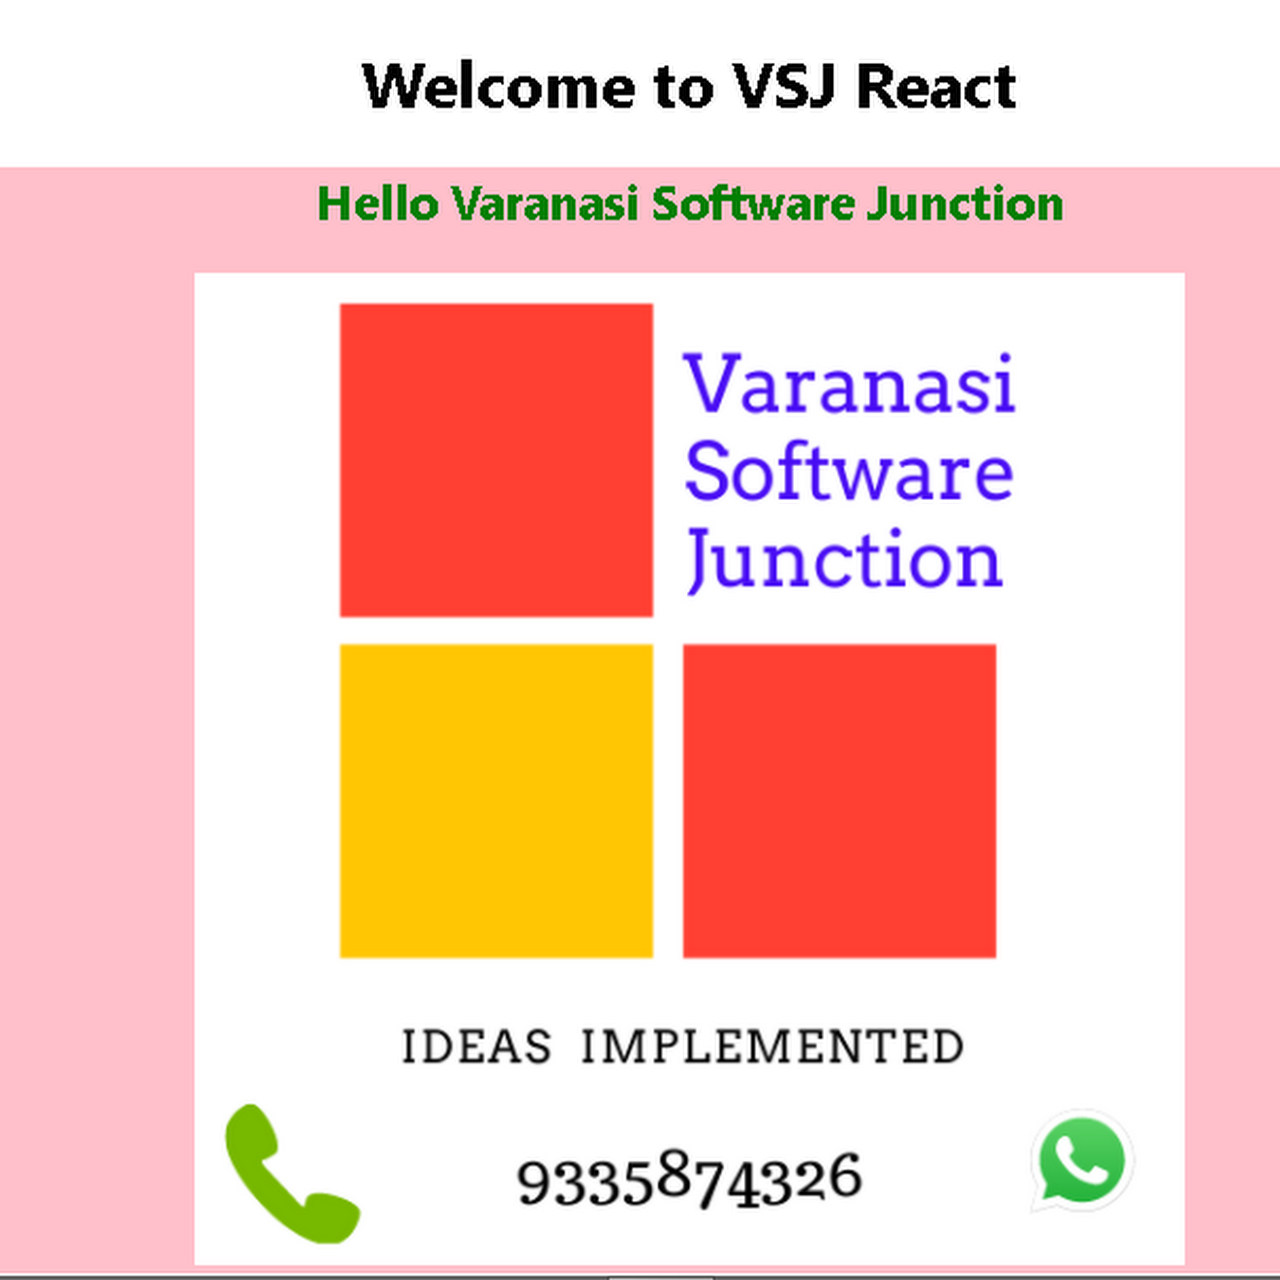 Welcome to VSJ React
Hello Varanasi Software Junction
Varanasi
Software
Junction
IDEAS IMPLEMENTED
9335874326